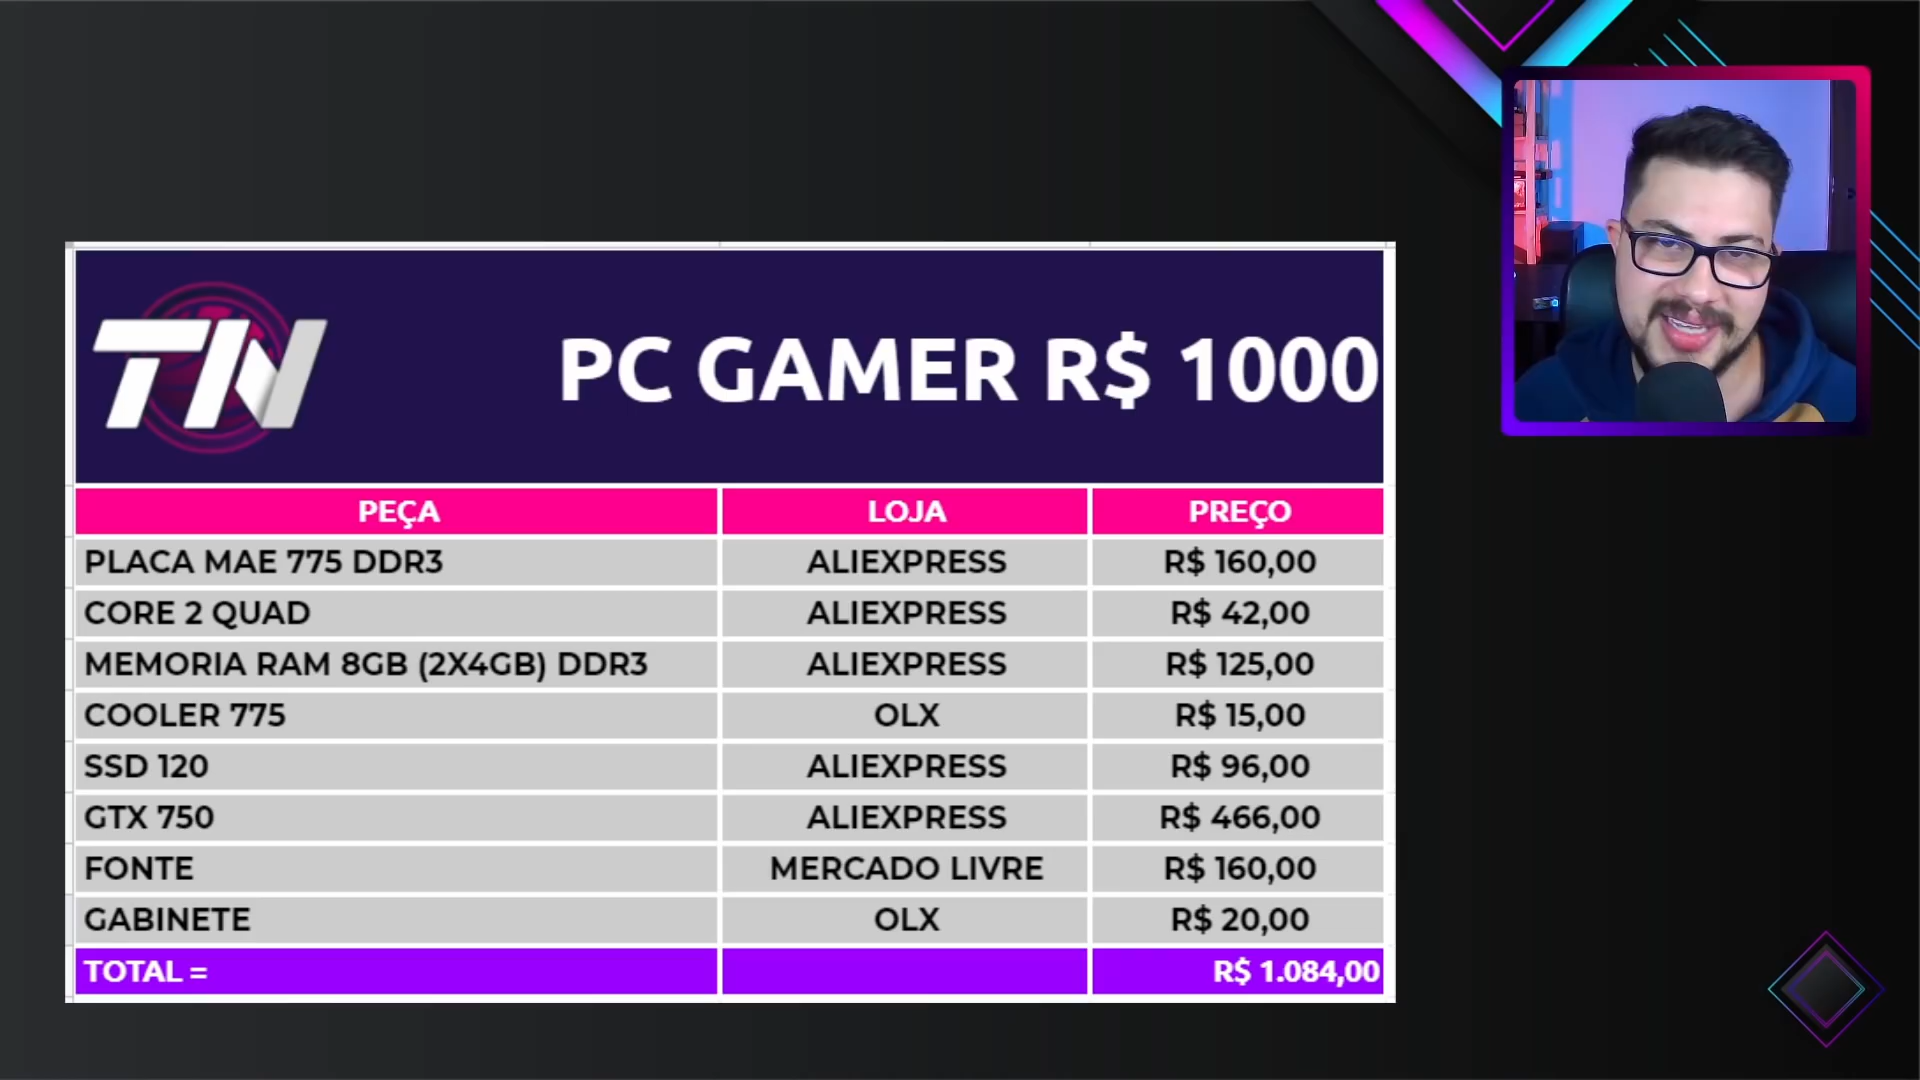 TN
PC GAMER R$ 1000
PEÇA LOJA PREÇO
PLACA MAE 775 DDR3 ALIEXPRESS R$ 160,00
CORE 2 QUAD ALIEXPRESS R$ 42,00
MEMORIA RAM 8GB (2X4GB) DDR3 ALIEXPRESS R$ 125,00
COOLER 775 OLX R$ 15,00
SSD 120 ALIEXPRESS R$ 96,00
GTX 750 ALIEXPRESS R$ 466,00
FONTE MERCADO LIVRE R$ 160,00
GABINETE OLX R$ 20,00
TOTAL = R$ 1.084,00